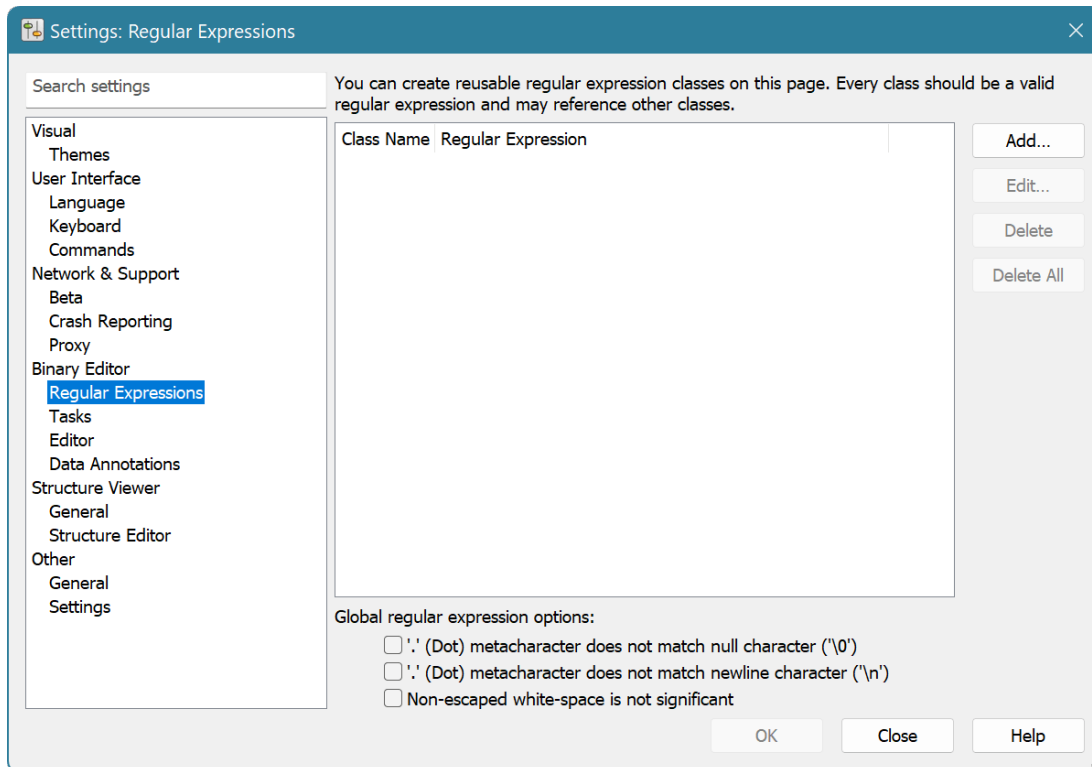 Settings: Regular Expressions
Search settings
Visual
Themes
User Interface
Language
Keyboard
Commands
Network & Support
Beta
Crash Reporting
Proxy
Binary Editor
Regular Expressions
Tasks
Editor
Data Annotations
Structure Viewer
General
Structure Editor
Other
General
Settings
You can create reusable regular expression classes on this page. Every class should be a valid
regular expression and may reference other classes.
Class Name Regular Expression
Add...
Edit...
Delete
Delete All
Global regular expression options:
'.' (Dot) metacharacter does not match null character ('\0')
'.' (Dot) metacharacter does not match newline character ('\n')
Non-escaped white-space is not significant
OK Close Help